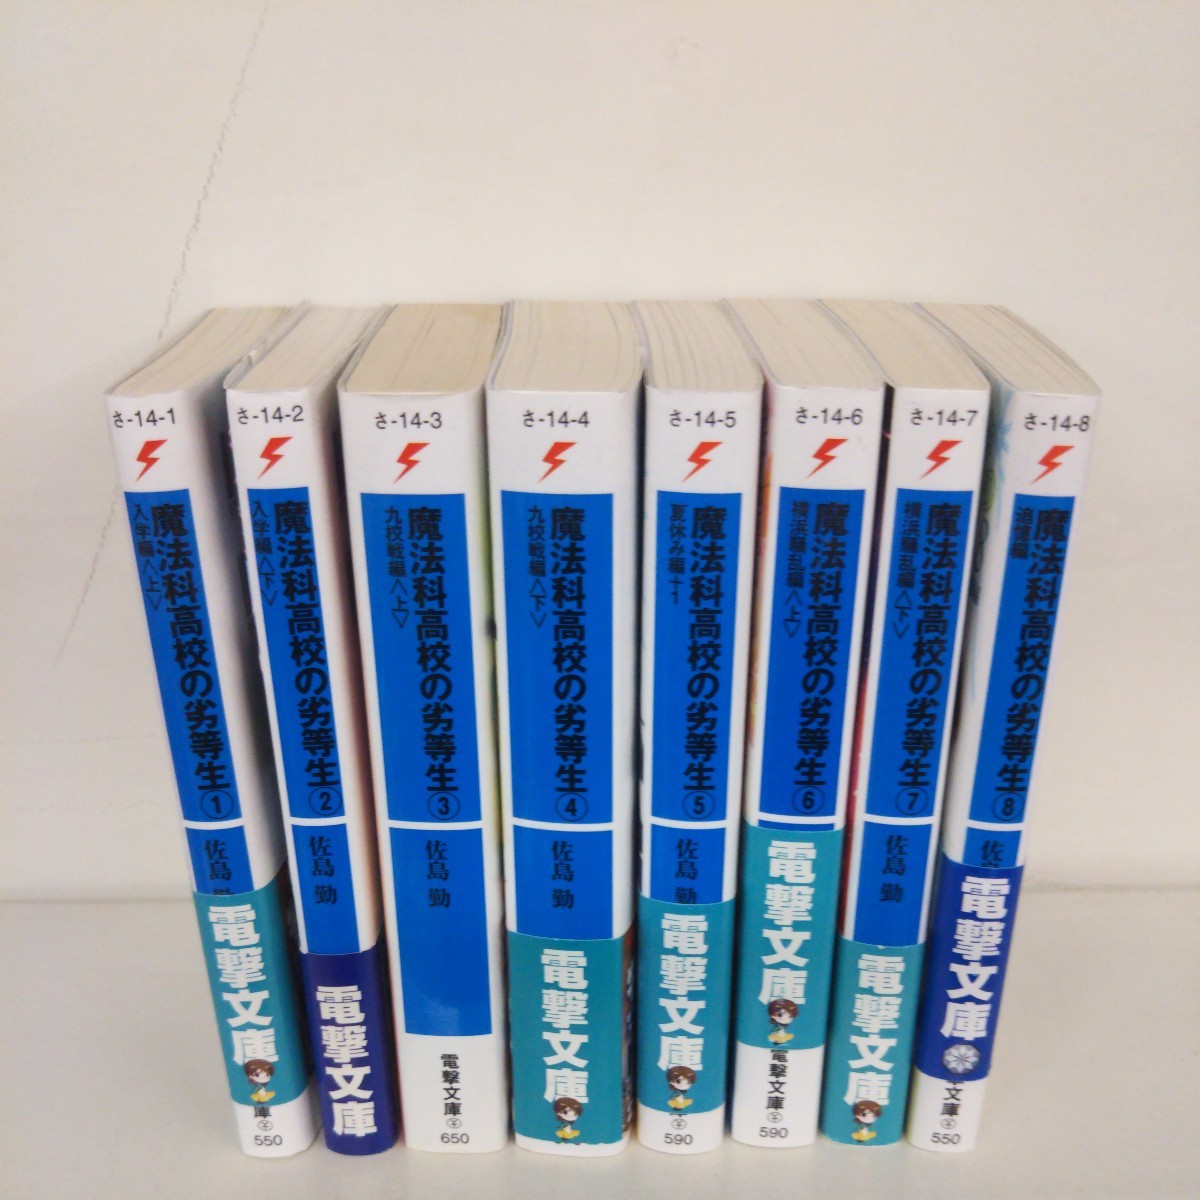 さ-14-1
魔法科高校の劣等生①
入学編〈上〉
佐島 勤
電撃文庫
庫¥
550
さ-14-2
魔法科高校の劣等生②
入学編〈下〉
佐島 勤
電撃文庫
さ-14-3
魔法科高校の劣等生③
九校戦編〈上〉
佐島 勤
電撃文庫¥
650
さ-14-4
魔法科高校の劣等生④
九校戦編〈下〉
佐島 勤
電撃文庫
さ-14-5
魔法科高校の劣等生⑤
夏休み編+1
佐島 勤
電撃文庫
590
さ-14-6
魔法科高校の劣等生⑥
横浜騒乱編〈上〉
電撃文庫
電撃文庫¥
590
さ-14-7
魔法科高校の劣等生⑦
横浜騒乱編〈下〉
佐島 勤
電撃文庫
さ-14-8
魔法科高校の劣等生⑧
追憶編
佐島
電撃文庫
文庫¥
550